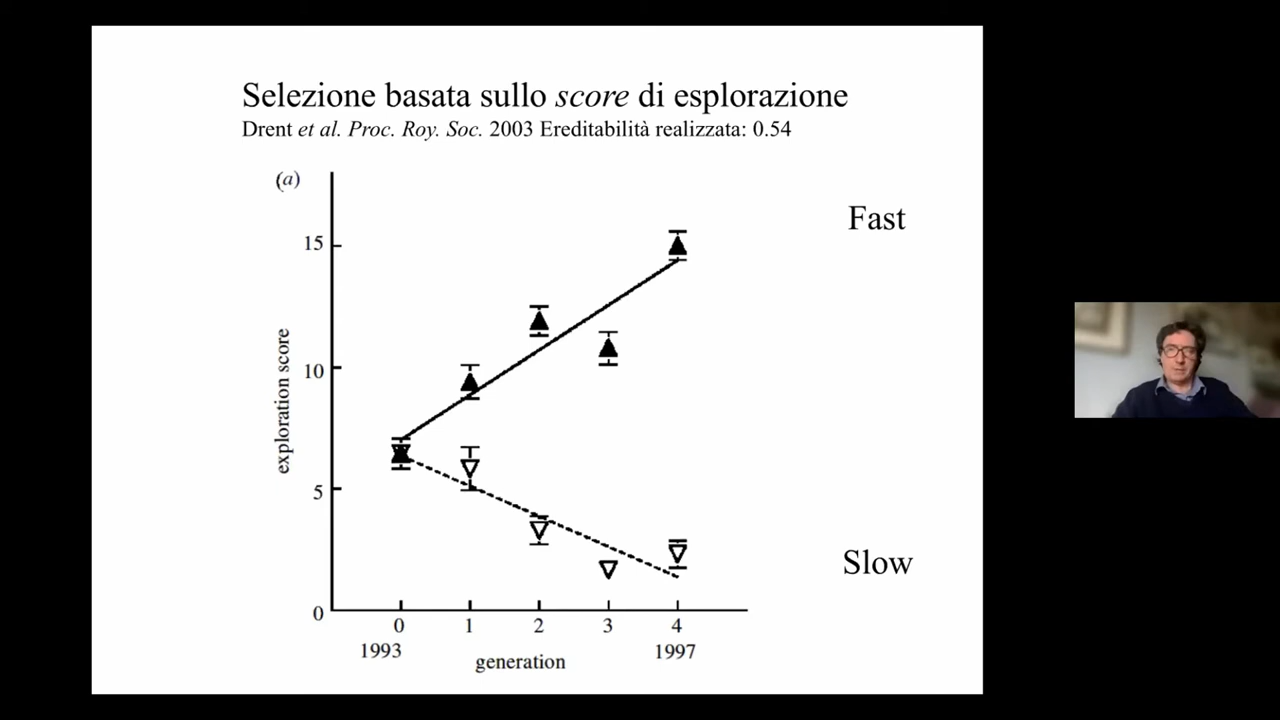 Selezione basata sullo score di esplorazione
Drent et al. Proc. Roy. Soc. 2003 Ereditabilità realizzata: 0.54
(a)
Fast
15
10
exploration score
5
Slow
0
0 1 2 3 4
1993 1997
generation